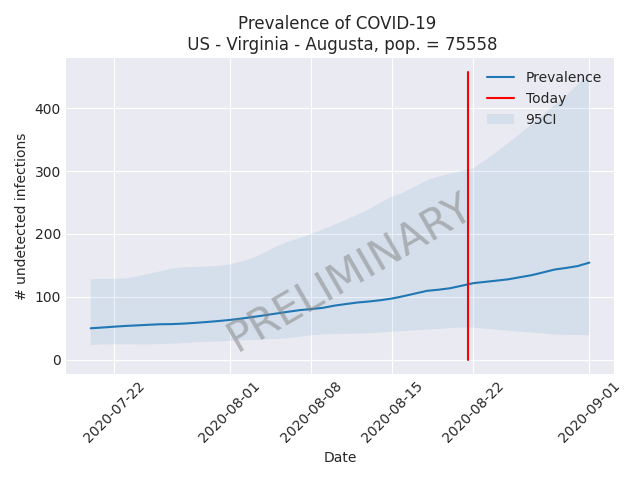 Prevalence of COVID-19
US - Virginia - Augusta, pop. = 75558
# undetected infections
400
300
200
100
0
Prevalence
Today
95CI
PRELIMINARY
2020-07-22
2020-08-01
2020-08-08
2020-08-15
2020-08-22
2020-09-01
Date